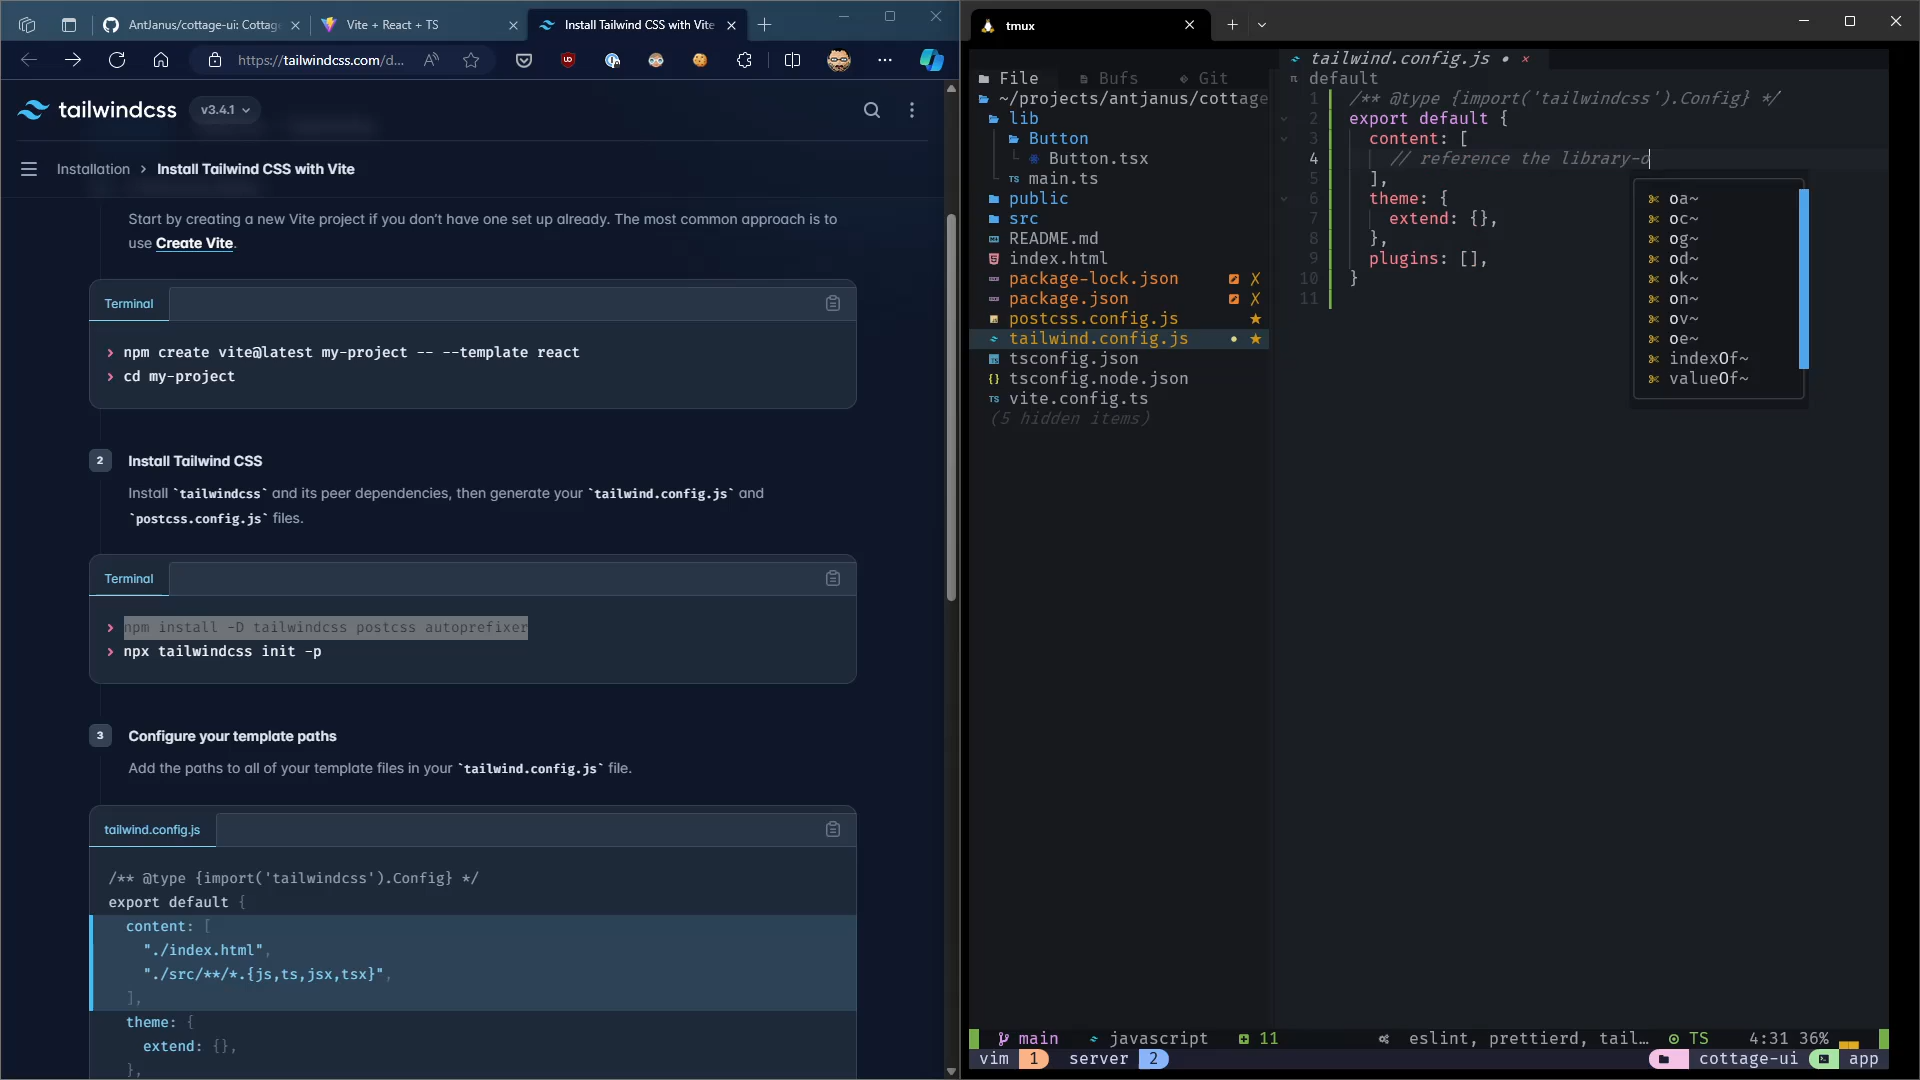 AntJanus/cottage-ui: Cottag
Vite + React + TS
Install Tailwind CSS with Vite
https://tailwindcss.com/d...
tailwindcss
v3.4.1
Installation › Install Tailwind CSS with Vite
Start by creating a new Vite project if you don't have one set up already. The most common approach is to
use Create Vite.
Terminal
> npm create vite@latest my-project -- --template react
> cd my-project
2 Install Tailwind CSS
Install `tailwindcss` and its peer dependencies, then generate your `tailwind.config.js` and
`postcss.config.js` files.
Terminal
> npm install -D tailwindcss postcss autoprefixer
> npx tailwindcss init -p
3 Configure your template paths
Add the paths to all of your template files in your `tailwind.config.js` file.
tailwind.config.js
/** @type {import('tailwindcss').Config} */
export default {
content: [
"./index.html",
"./src/**/*.{js,ts,jsx,tsx}",
],
theme: {
extend: {},
},
tmux
File Bufs Git
~/projects/antjanus/cottage
lib
Button
Button.tsx
TS main.ts
public
src
README.md
index.html
package-lock.json
package.json
postcss.config.js
tailwind.config.js
tsconfig.json
tsconfig.node.json
TS vite.config.ts
(5 hidden items)
tailwind.config.js
default
1 /** @type {import('tailwindcss').Config} */
2 export default {
3 content: [
4 // reference the library-o
5 ],
6 theme: {
7 extend: {},
8 },
9 plugins: [],
10 }
11
oa~
oc~
og~
od~
ok~
on~
ov~
oe~
indexOf~
valueOf~
main javascript 11 eslint, prettierd, tail… TS 4:31 36%
vim 1 server 2 cottage-ui app